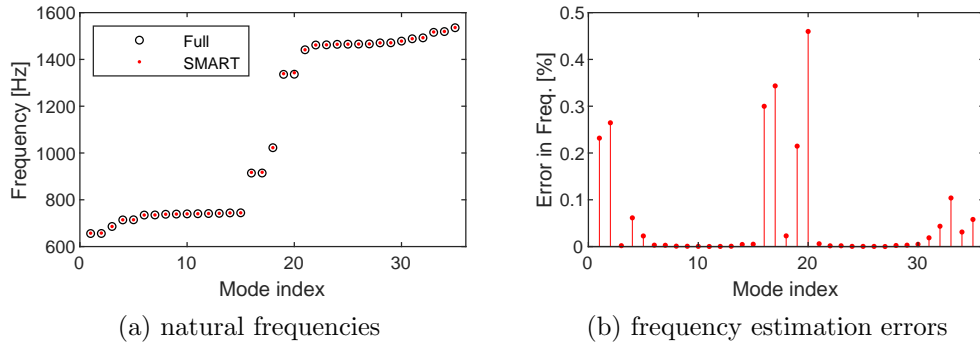 1600
1400
1200
1000
800
600
0
10
20
30
Frequency [Hz]
Mode index
Full
SMART
(a) natural frequencies
0.5
0.4
0.3
0.2
0.1
0
0
10
20
30
Error in Freq. [%]
Mode index
(b) frequency estimation errors